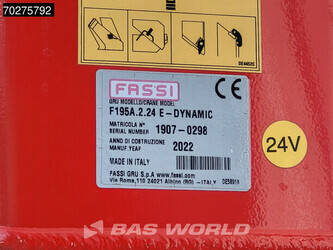 70275792
DE44525
FASSI
GRU MODELLO/CRANE MODEL
F195A.2.24 E-DYNAMIC
MATRICOLA N°
SERIAL NUMBER 1907-0298
ANNO DI COSTRUZIONE
MANUF.YEAR 2022
MADE IN ITALY
FASSI GRU S.p.A www.fassi.com
Via Roma,110 24021 Albino (BG) -ITALY DE5891
24V
BAS WORLD